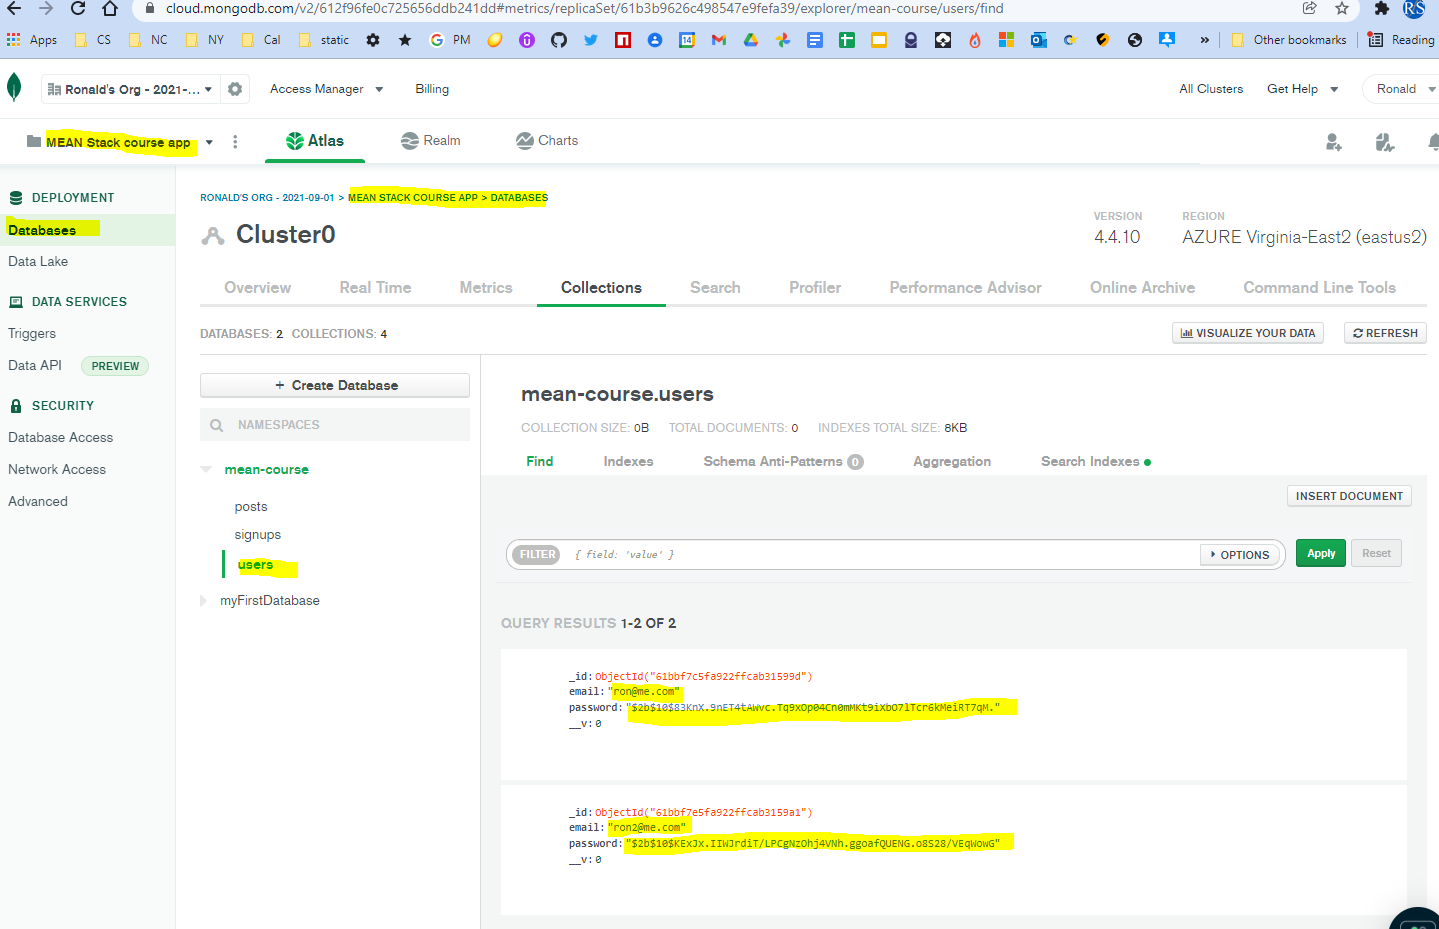 cloud.mongodb.com/v2/612f96fe0c725656ddb241dd#metrics/replicaSet/61b3b9626c498547e9fefa39/explorer/mean-course/users/find
RS
Apps CS NC NY Cal static PM 14 » Other bookmarks Reading
Ronald's Org - 2021-... Access Manager Billing All Clusters Get Help Ronald
MEAN Stack course app Atlas Realm Charts
DEPLOYMENT
Databases
Data Lake
DATA SERVICES
Triggers
Data API PREVIEW
SECURITY
Database Access
Network Access
Advanced
RONALD'S ORG - 2021-09-01 > MEAN STACK COURSE APP > DATABASES
Cluster0
VERSION
4.4.10
REGION
AZURE Virginia-East2 (eastus2)
Overview Real Time Metrics Collections Search Profiler Performance Advisor Online Archive Command Line Tools
DATABASES: 2 COLLECTIONS: 4
VISUALIZE YOUR DATA REFRESH
+ Create Database
NAMESPACES
mean-course
posts
signups
users
myFirstDatabase
mean-course.users
COLLECTION SIZE: 0B TOTAL DOCUMENTS: 0 INDEXES TOTAL SIZE: 8KB
Find Indexes Schema Anti-Patterns 0 Aggregation Search Indexes
INSERT DOCUMENT
FILTER { field: 'value' } OPTIONS Apply Reset
QUERY RESULTS 1-2 OF 2
_id: ObjectId("61bbf7c5fa922ffcab31599d")
email: "ron@me.com"
password: "$2b$10$83KnX.9nET4tAWvc.Tq9xOp04Cn0mMKt9iXbO7lTcr6kMeiRT7qM."
__v: 0
_id: ObjectId("61bbf7e5fa922ffcab3159a1")
email: "ron2@me.com"
password: "$2b$10$KExJx.IIWJrdiT/LPCgNzOhj4VNh.ggoafQUENG.o8S28/VEqWowG"
__v: 0